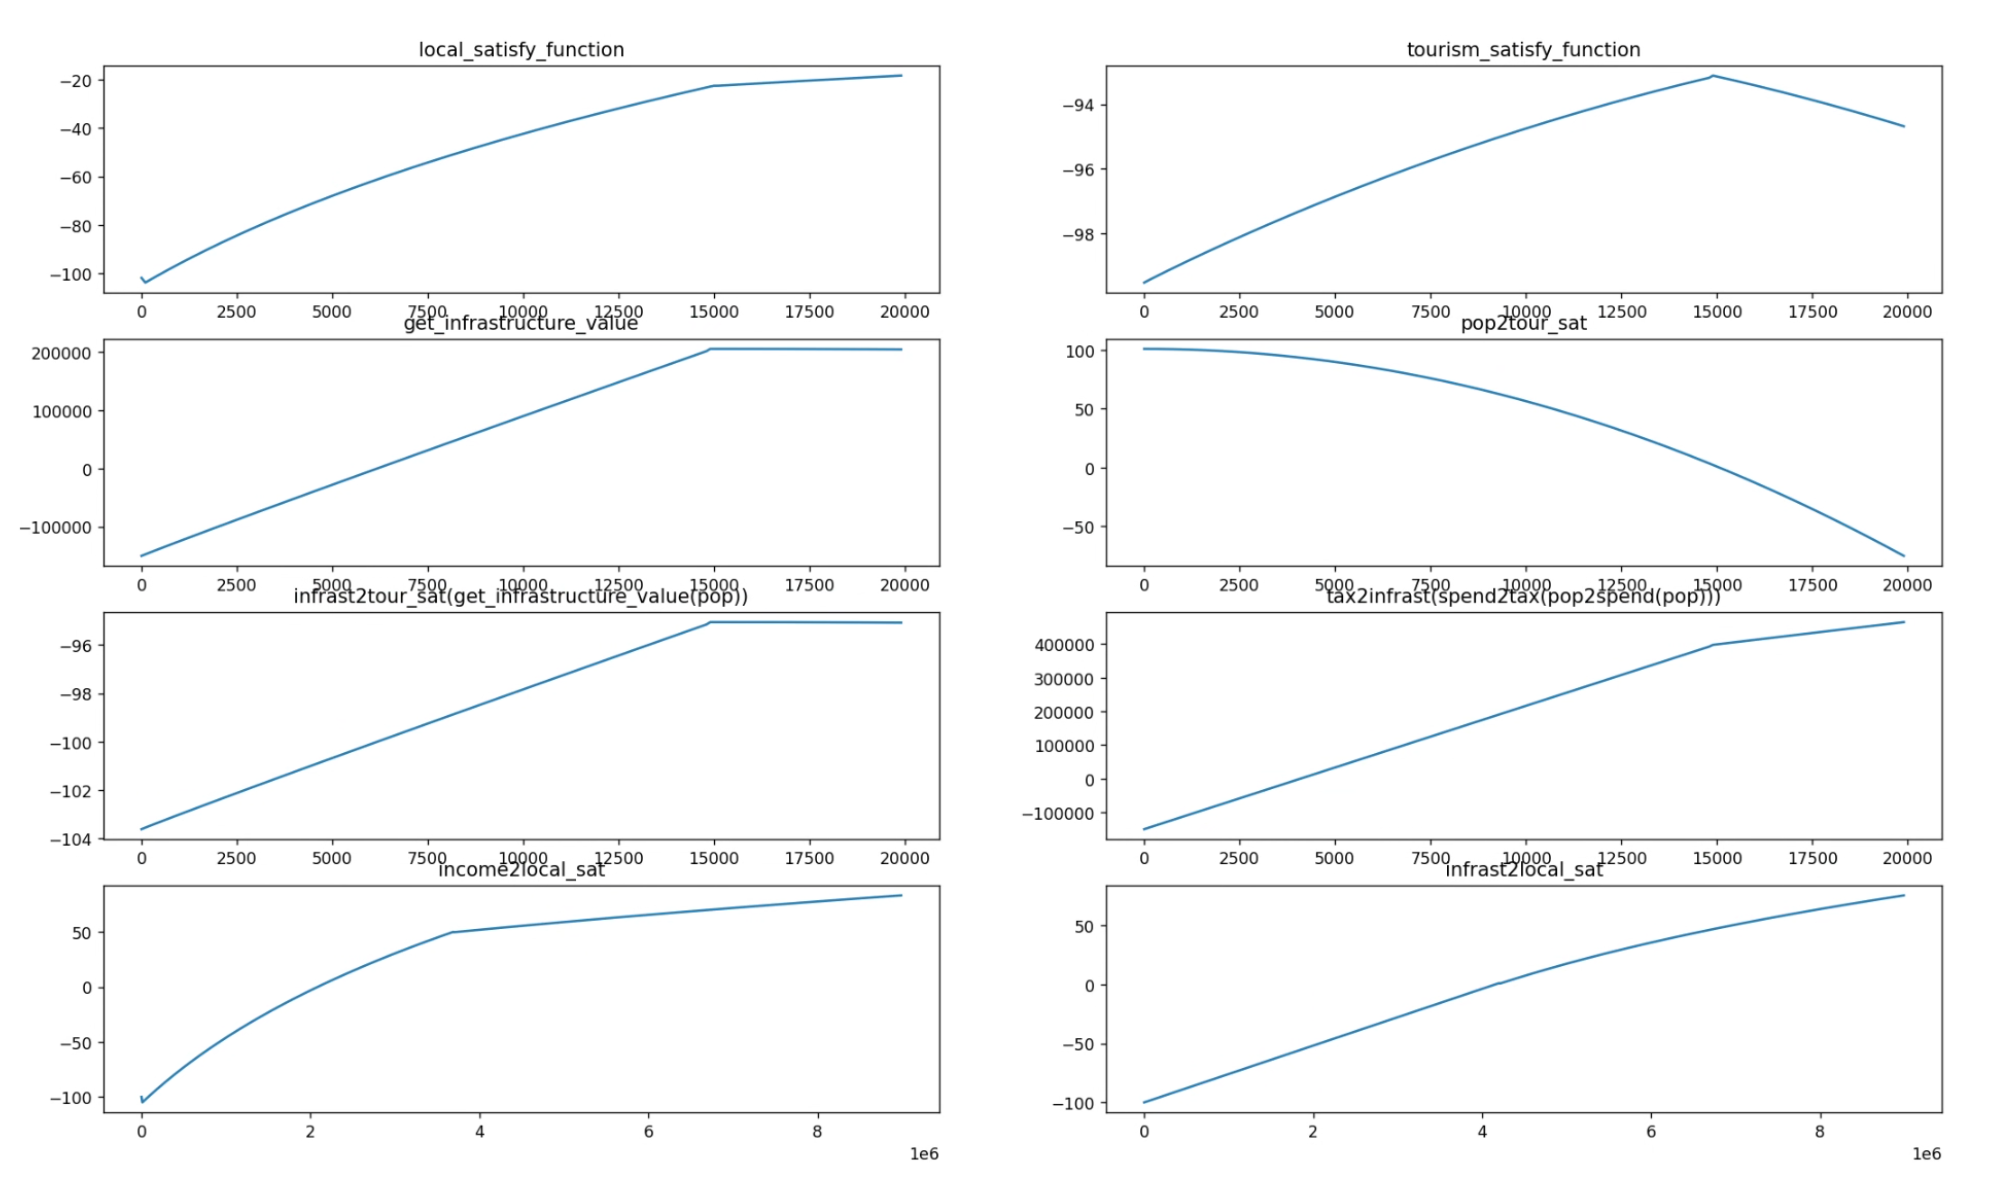 local_satisfy_function
−20
−40
−60
−80
−100
0 2500 5000 7500 10000 12500 15000 17500 20000
tourism_satisfy_function
−94
−96
−98
0 2500 5000 7500 10000 12500 15000 17500 20000
get_infrastructure_value
200000
100000
0
−100000
0 2500 5000 7500 10000 12500 15000 17500 20000
pop2tour_sat
100
50
0
−50
0 2500 5000 7500 10000 12500 15000 17500 20000
infrast2tour_sat(get_infrastructure_value(pop))
−96
−98
−100
−102
−104
0 2500 5000 7500 10000 12500 15000 17500 20000
tax2infrast(spend2tax(pop2spend(pop)))
400000
300000
200000
100000
0
−100000
0 2500 5000 7500 10000 12500 15000 17500 20000
income2local_sat
50
0
−50
−100
0 2 4 6 8
1e6
infrast2local_sat
50
0
−50
−100
0 2 4 6 8
1e6